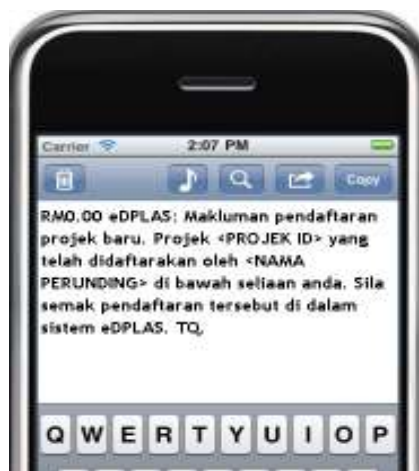 Carrier 2:07 PM
Copy
RM0.00 eDPLAS: Makluman pendaftaran
projek baru. Projek <PROJEK ID> yang
telah didaftarakan oleh <NAMA
PERUNDING> di bawah seliaan anda. Sila
semak pendaftaran tersebut di dalam
sistem eDPLAS. TQ.
Q W E R T Y U I O P